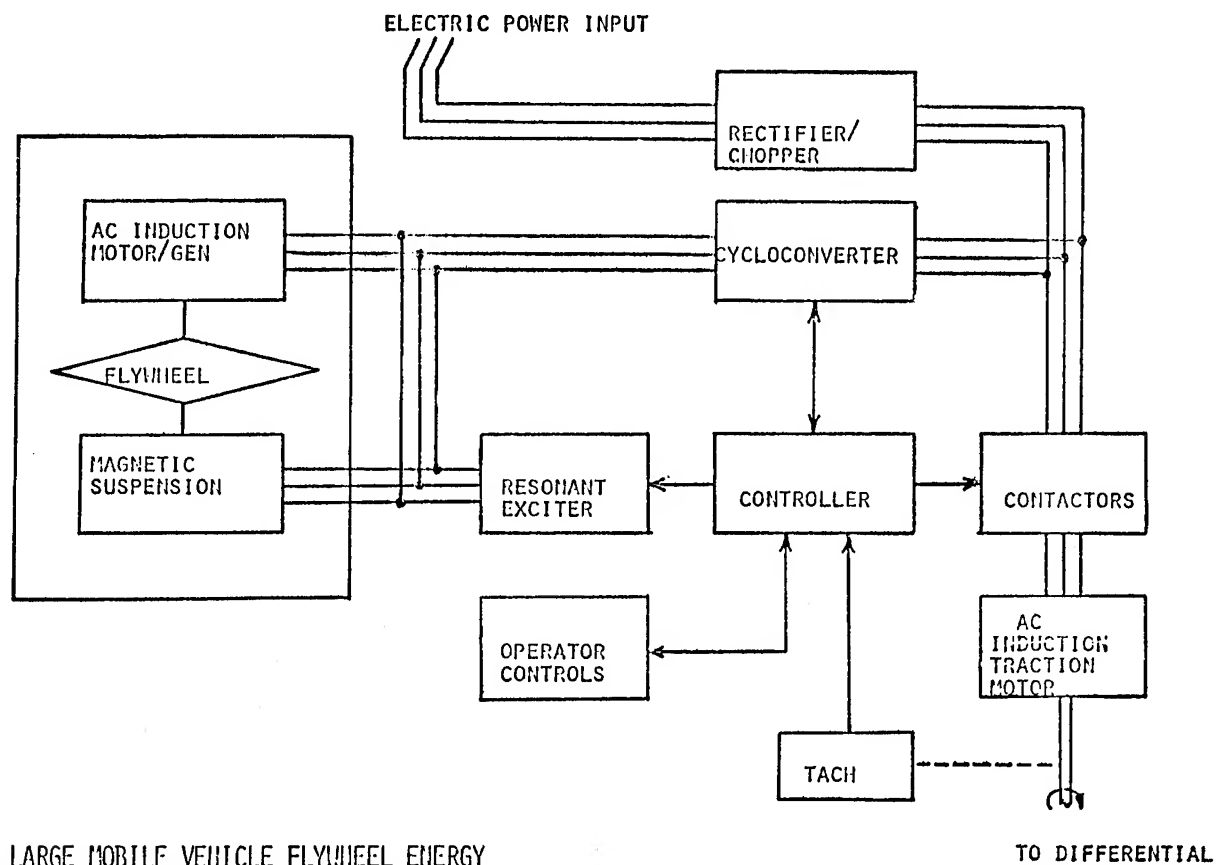 ELECTRIC POWER INPUT
RECTIFIER/
CHOPPER
AC INDUCTION
MOTOR/GEN
CYCLOCONVERTER
FLYWHEEL
MAGNETIC
SUSPENSION
RESONANT
EXCITER
CONTROLLER
CONTACTORS
OPERATOR
CONTROLS
AC
INDUCTION
TRACTION
MOTOR
TACH
LARGE MOBILE VEHICLE FLYWHEEL ENERGY
TO DIFFERENTIAL